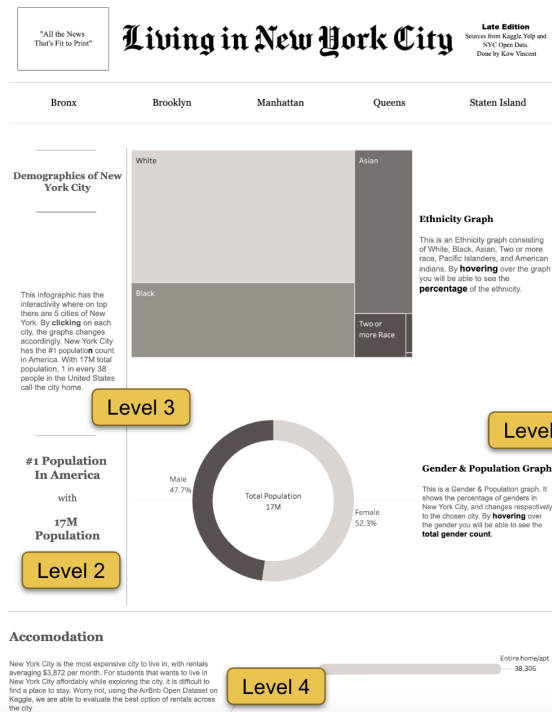 "All the News
That's Fit to Print"
Living in New York City
Late Edition
Sources from Kaggle.Yelp and
NYC Open Data.
Done by Kow Vincent
Bronx Brooklyn Manhattan Queens Staten Island
Demographics of New
York City
White
Asian
Black
Two or
more Race
Ethnicity Graph
This is an Ethnicity graph consisting
of White, Black, Asian, Two or more
race, Pacific Islanders, and American
indians. By hovering over the graph
you will be able to see the
percentage of the ethnicity.
This infographic has the
interactivity where on top
there are 5 cities of New
York. By clicking on each
city, the graphs changes
accordingly. New York City
has the #1 population count
in America. With 17M total
population, 1 in every 38
people in the United States
call the city home.
Level 3
Level
#1 Population
In America
with
17M
Population
Level 2
Male
47.7%
Total Population
17M
Female
52.3%
Gender & Population Graph
This is a Gender & Population graph. It
shows the percentage of genders in
New York City, and changes respectively
to the chosen city. By hovering over
the gender you will be able to see the
total gender count.
Accomodation
New York City is the most expensive city to live in, with rentals
averaging $3,872 per month. For students that wants to live in
New York City affordably while exploring the city, it is difficult to
find a place to stay. Worry not, using the AirBnb Open Dataset on
Kaggle, we are able to evaluate the best option of rentals across
the city
Level 4
Entire home/apt
38,306